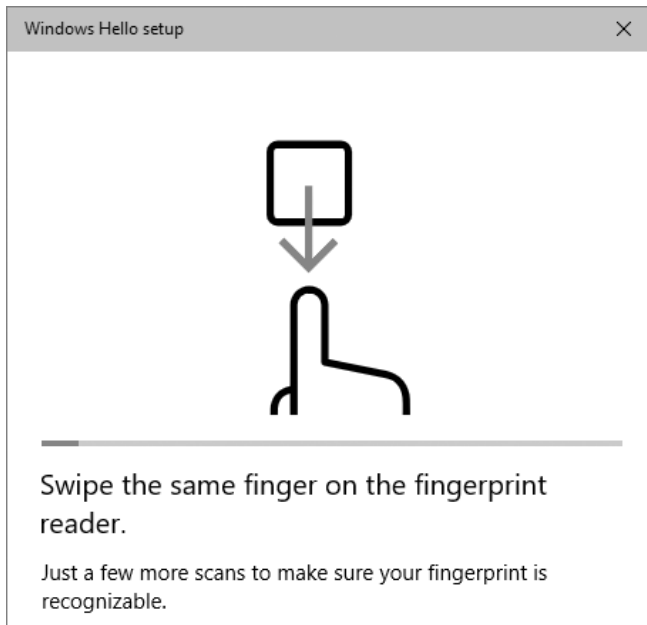 Windows Hello setup
Swipe the same finger on the fingerprint
reader.
Just a few more scans to make sure your fingerprint is
recognizable.